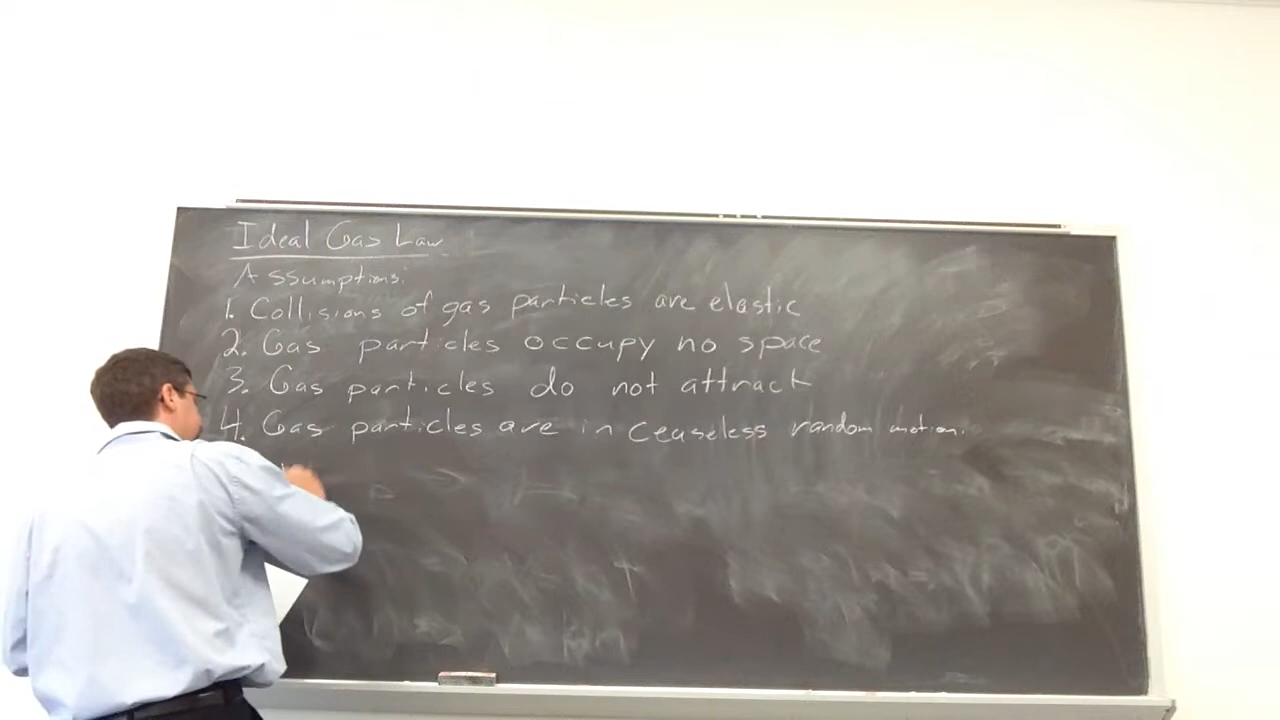 Ideal Gas Law
Assumptions:
1. Collisions of gas particles are elastic
2. Gas particles occupy no space
3. Gas particles do not attract
4. Gas particles are in ceaseless random motion.